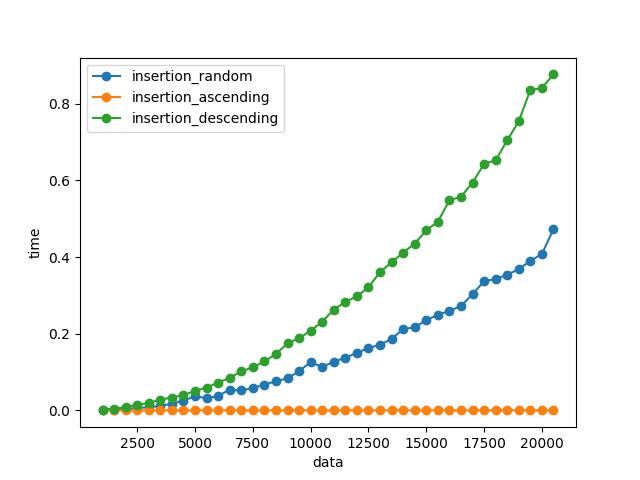 insertion_random
insertion_ascending
insertion_descending
0.8
0.6
0.4
0.2
0.0
time
2500 5000 7500 10000 12500 15000 17500 20000
data